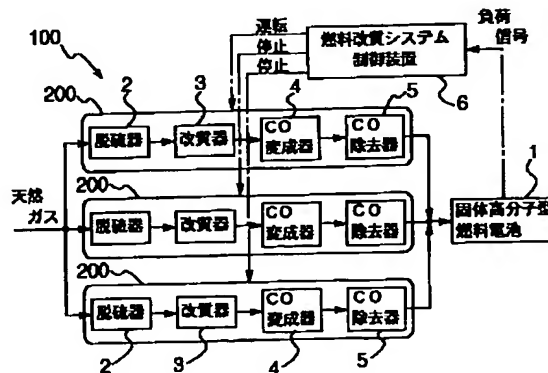 100
運転
停止
停止
燃料改質システム
制御装置
負荷
信号
6
200
2
3
4
5
脱硫器
改質器
CO
変成器
CO
除去器
天然
ガス
200
脱硫器
改質器
CO
変成器
CO
除去器
1
固体高分子型
燃料電池
200
脱硫器
改質器
CO
変成器
CO
除去器
2
3
4
5